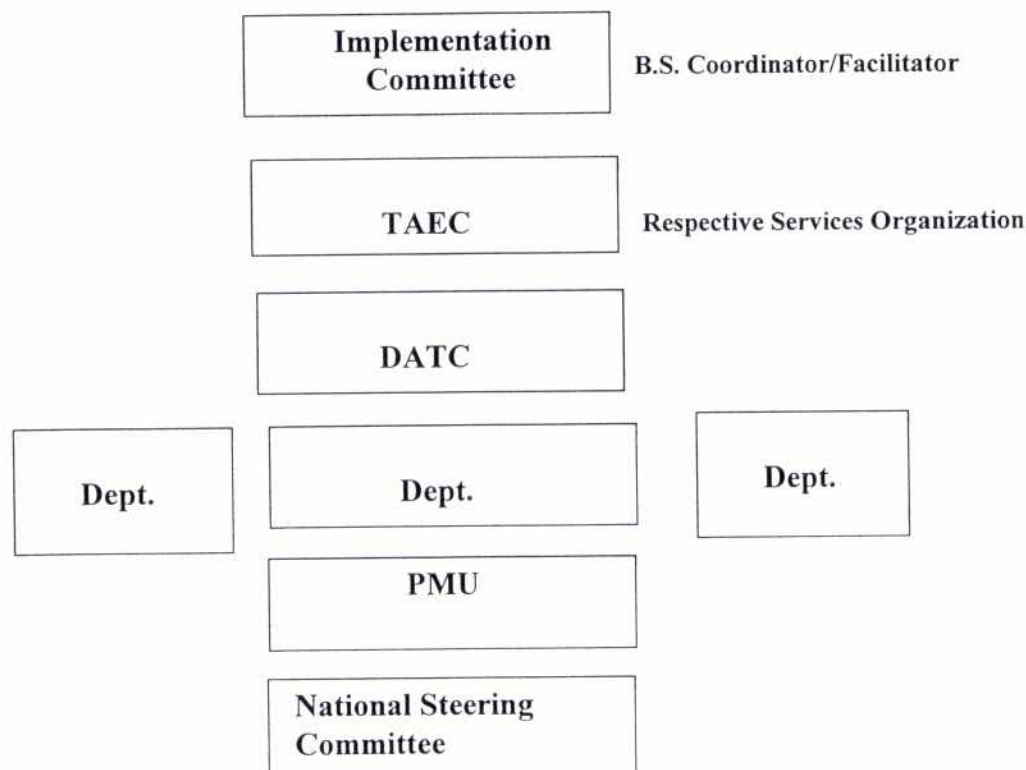 Implementation
Committee
B.S. Coordinator/Facilitator
TAEC
Respective Services Organization
DATC
Dept.
Dept.
Dept.
PMU
National Steering
Committee